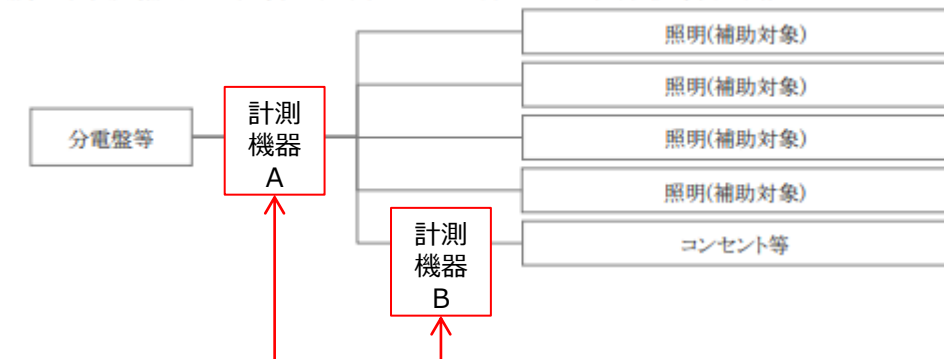 照明(補助対象)
照明(補助対象)
分電盤等
計測
機器
A
照明(補助対象)
照明(補助対象)
計測
機器
B
コンセント等